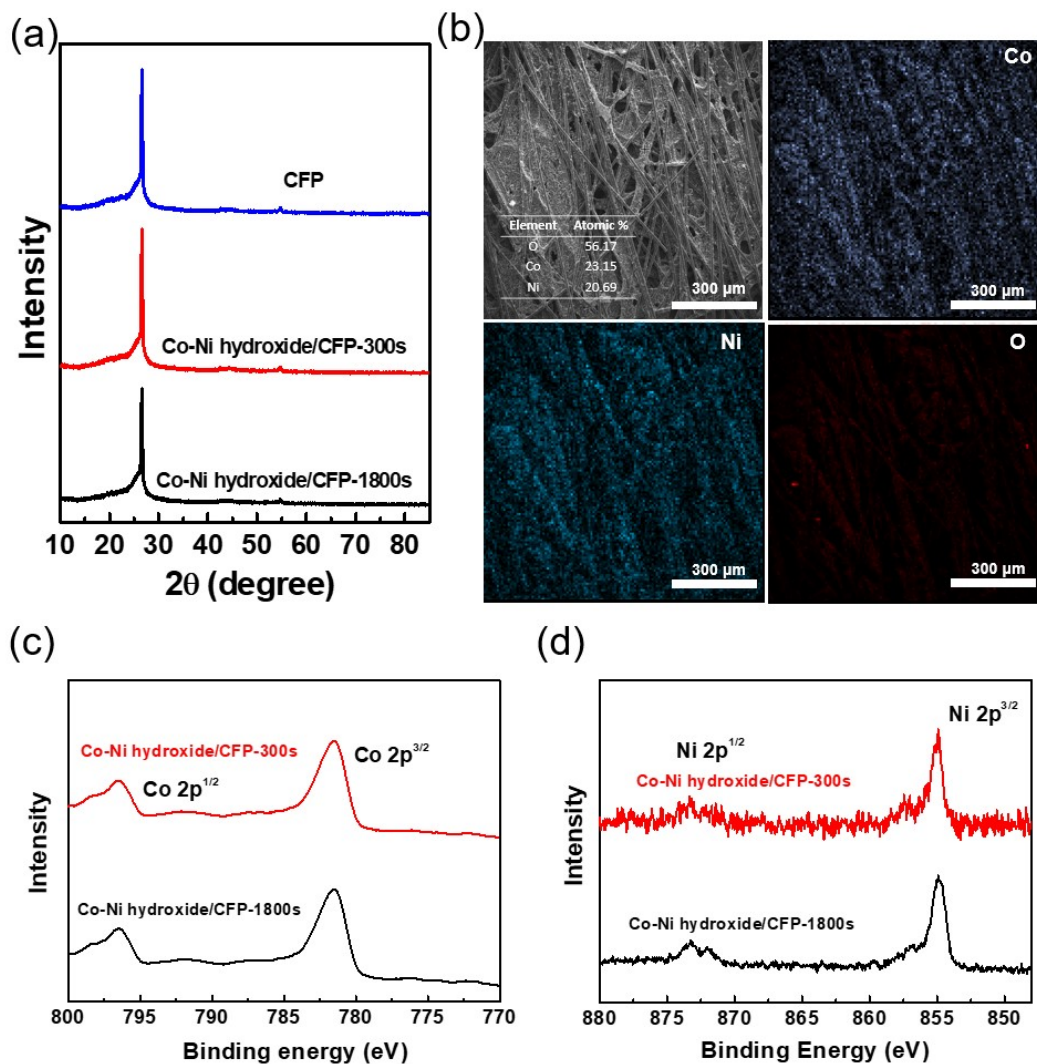 (a)
Intensity
CFP
Co-Ni hydroxide/CFP-300s
Co-Ni hydroxide/CFP-1800s
10 20 30 40 50 60 70 80
2θ (degree)
(b)
Element Atomic %
O 56.17
Co 23.15
Ni 20.69
300 µm
Co
300 µm
Ni
300 µm
O
300 µm
(c)
Intensity
Co-Ni hydroxide/CFP-300s
Co 2p1/2
Co 2p3/2
Co-Ni hydroxide/CFP-1800s
800 795 790 785 780 775 770
Binding energy (eV)
(d)
Intensity
Ni 2p3/2
Ni 2p1/2
Co-Ni hydroxide/CFP-300s
Co-Ni hydroxide/CFP-1800s
880 875 870 865 860 855 850
Binding Energy (eV)